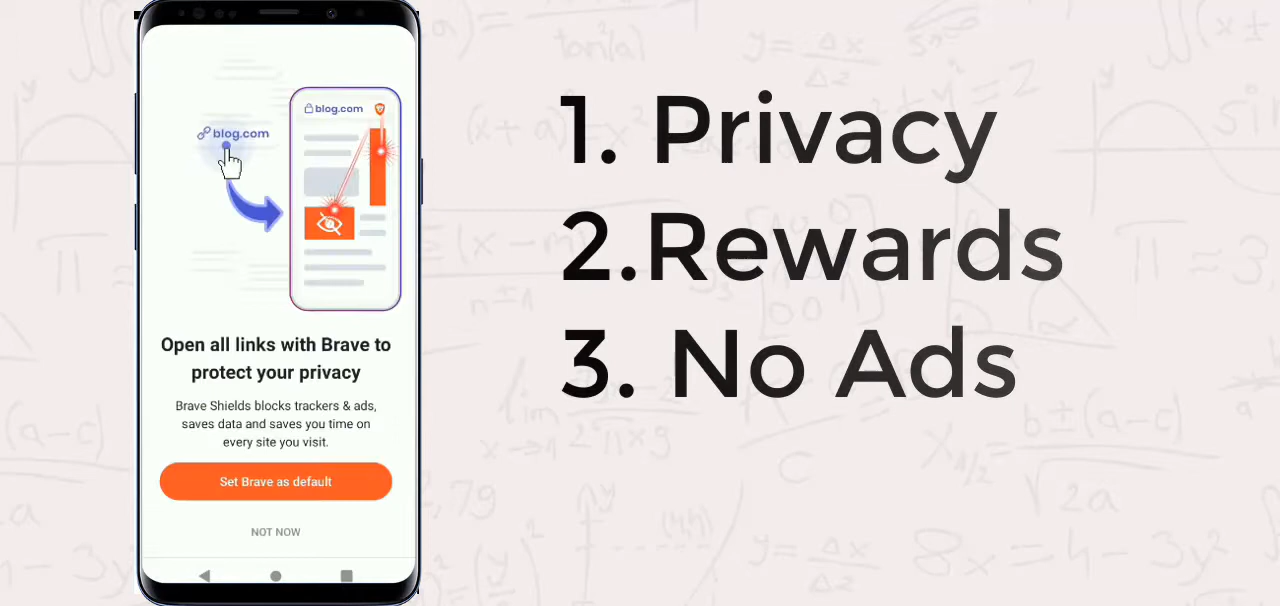 blog.com
blog.com
Open all links with Brave to
protect your privacy
Brave Shields blocks trackers & ads,
saves data and saves you time on
every site you visit.
Set Brave as default
NOT NOW
1. Privacy
2.Rewards
3. No Ads